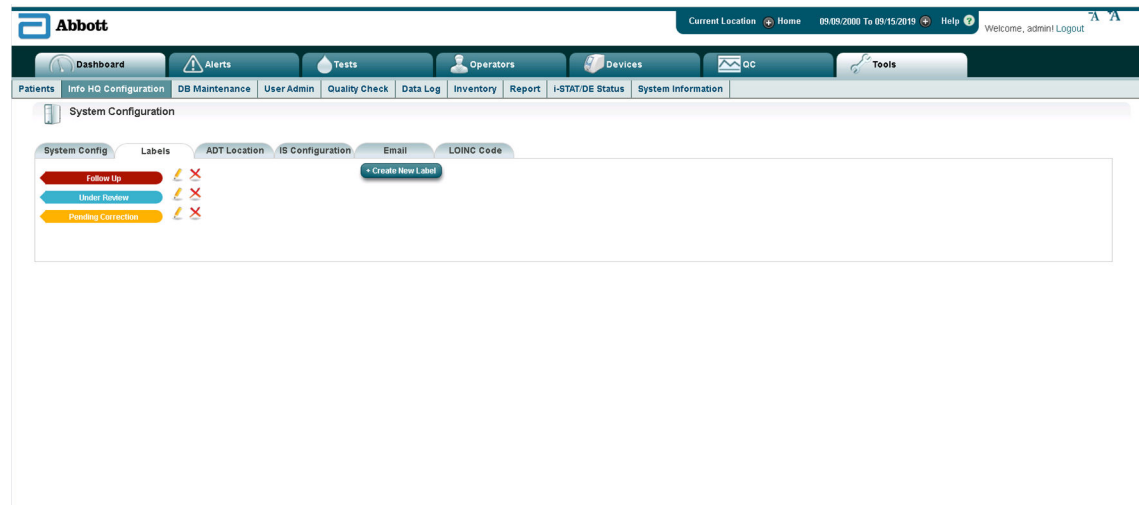 Abbott
Current Location Home 09/09/2000 To 09/15/2019 Help
Welcome, admin! Logout
-A +A
Dashboard Alerts Tests Operators Devices QC Tools
Patients Info HQ Configuration DB Maintenance User Admin Quality Check Data Log Inventory Report i-STAT/DE Status System Information
System Configuration
System Config Labels ADT Location IS Configuration Email LOINC Code
+ Create New Label
Follow Up
Under Review
Pending Correction